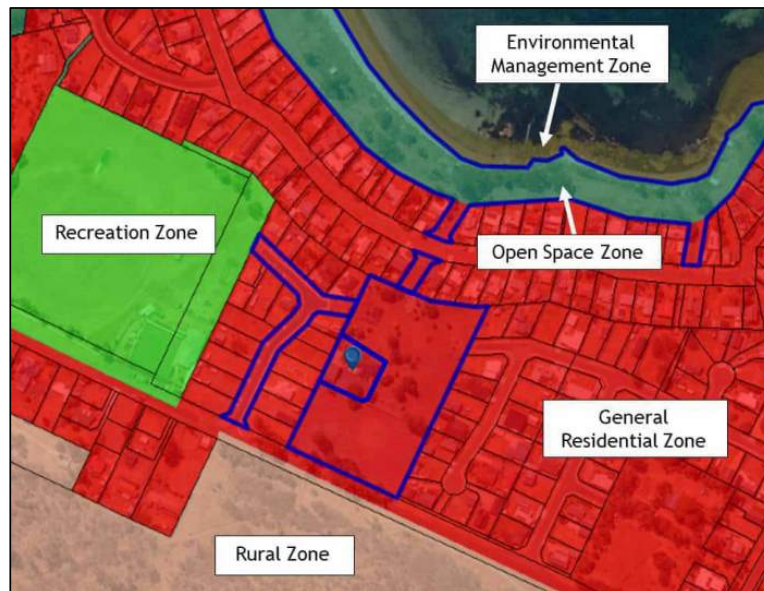 Environmental
Management Zone
Recreation Zone
Open Space Zone
General
Residential Zone
Rural Zone